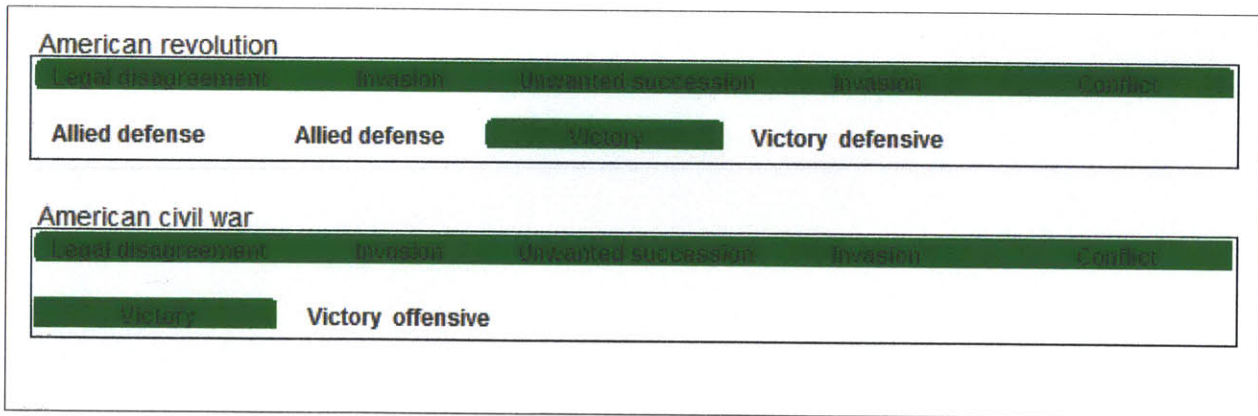 American revolution
Legal disagreement Invasion Unwanted succession Invasion Conflict
Allied defense Allied defense Victory Victory defensive
American civil war
Legal disagreement Invasion Unwanted succession Invasion Conflict
Victory Victory offensive